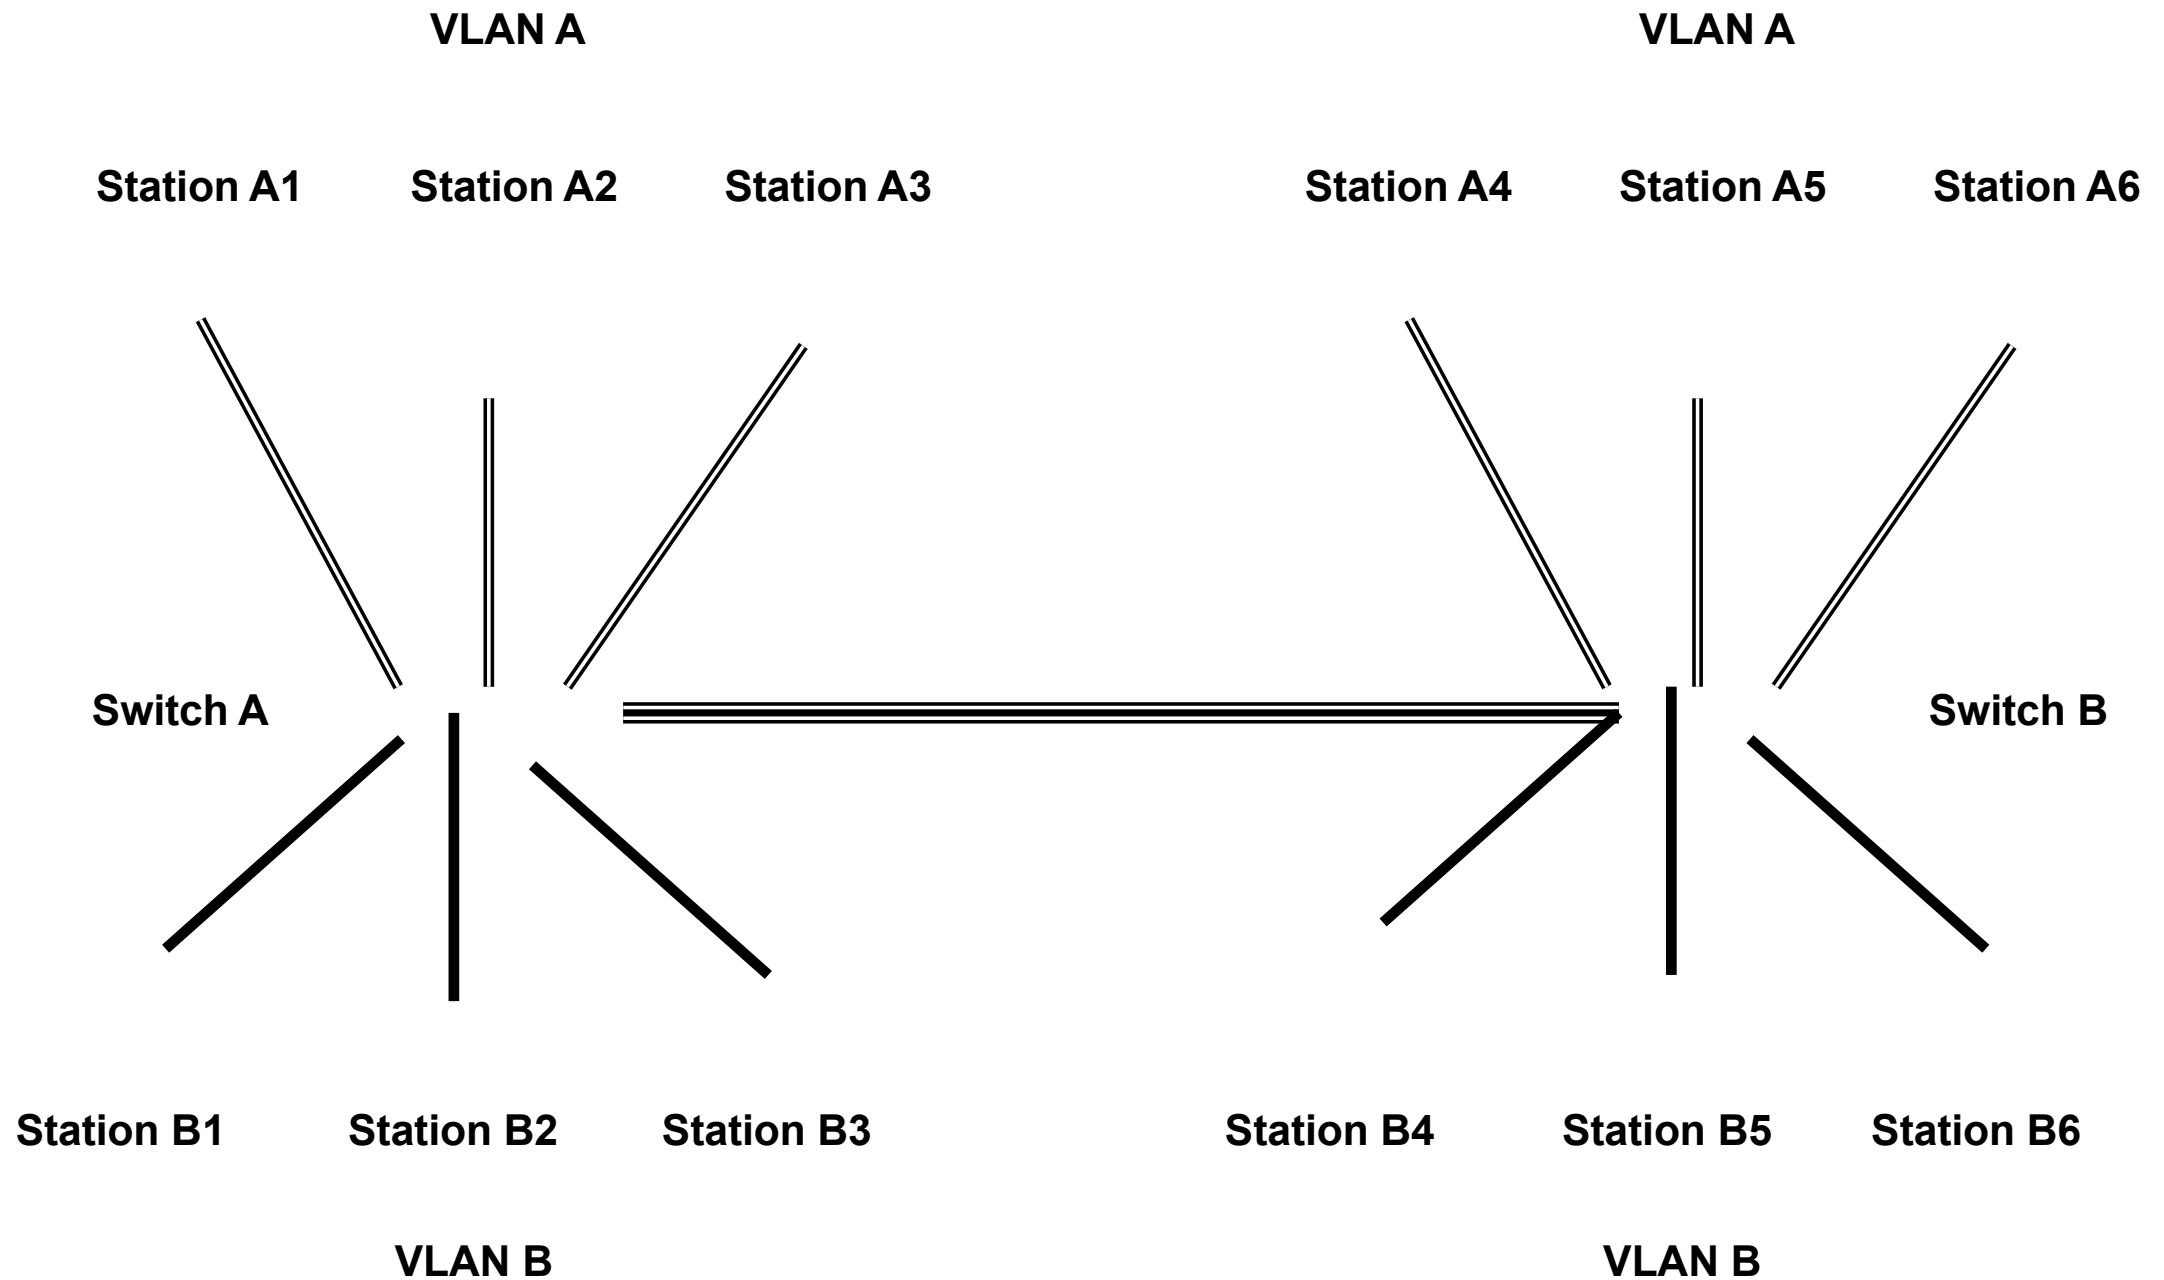 VLAN A
VLAN A
Station A1
Station A2
Station A3
Station A4
Station A5
Station A6
Switch A
Switch B
Station B1
Station B2
Station B3
Station B4
Station B5
Station B6
VLAN B
VLAN B